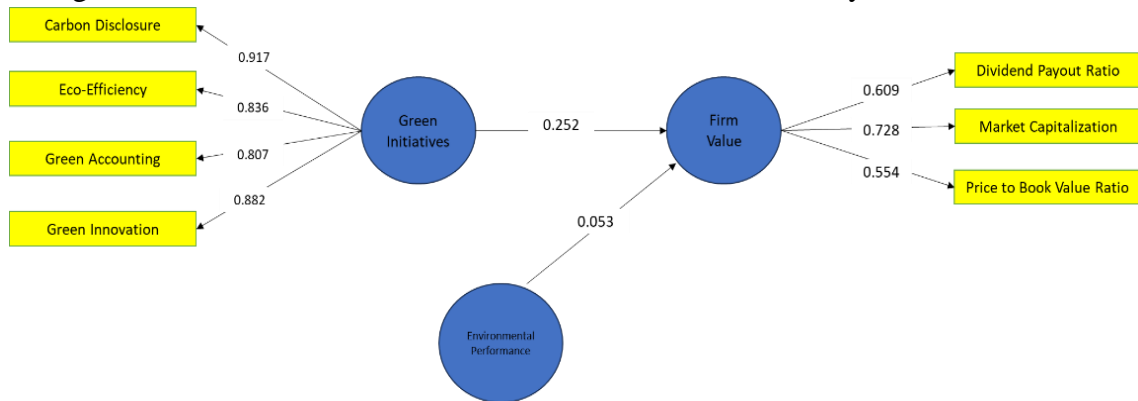 Carbon Disclosure
0.917
Eco-Efficiency
0.836
Green Accounting
0.807
Green Innovation
0.882
Green
Initiatives
0.252
Firm
Value
0.609
Dividend Payout Ratio
0.728
Market Capitalization
0.554
Price to Book Value Ratio
0.053
Environmental
Performance